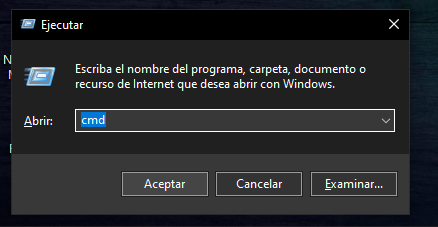 Ejecutar
Escriba el nombre del programa, carpeta, documento o
recurso de Internet que desea abrir con Windows.
Abrir: cmd
Aceptar Cancelar Examinar...